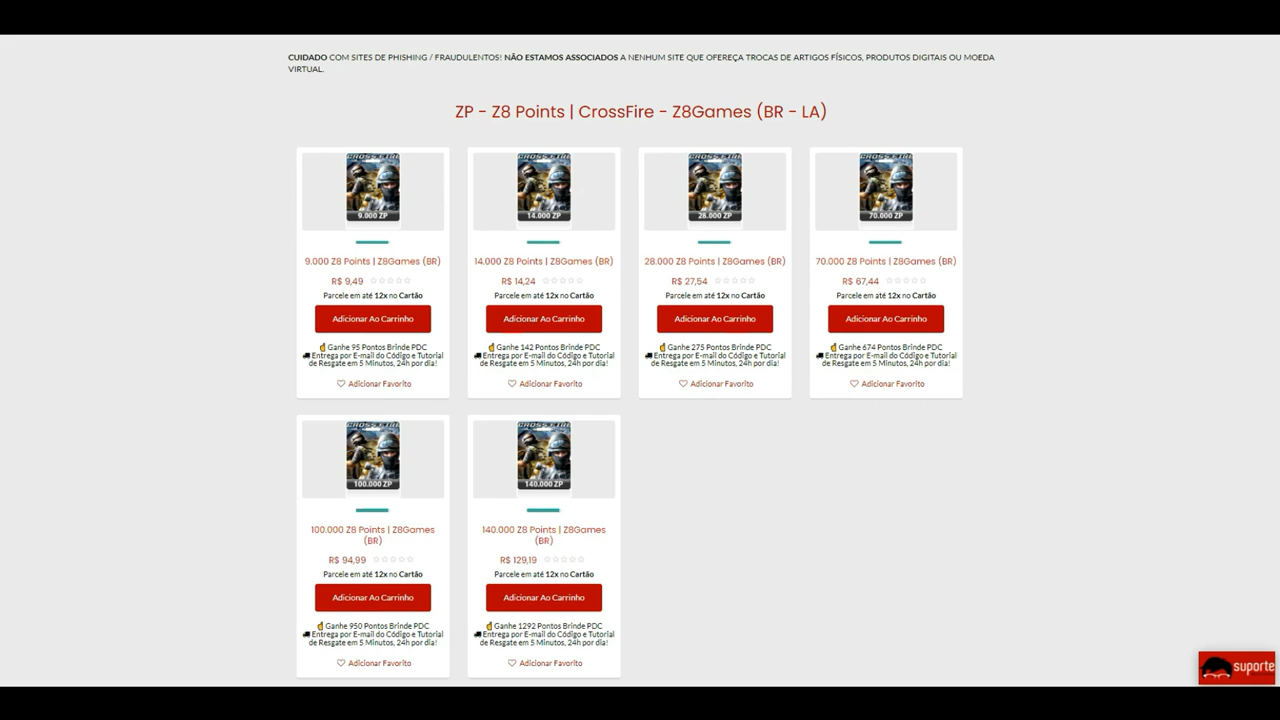 CUIDADO COM SITES DE PHISHING / FRAUDULENTOS! NÃO ESTAMOS ASSOCIADOS A NENHUM SITE QUE OFEREÇA TROCAS DE ARTIGOS FÍSICOS, PRODUTOS DIGITAIS OU MOEDA
VIRTUAL.
ZP - Z8 Points | CrossFire - Z8Games (BR - LA)
CROSS FIRE
9.000 ZP
9.000 Z8 Points | Z8Games (BR)
R$ 9,49
Parcele em até 12x no Cartão
Adicionar Ao Carrinho
Ganhe 95 Pontos Brinde PDC
Entrega por E-mail do Código e Tutorial
de Resgate em 5 Minutos, 24h por dia!
Adicionar Favorito
CROSS FIRE
14.000 ZP
14.000 Z8 Points | Z8Games (BR)
R$ 14,24
Parcele em até 12x no Cartão
Adicionar Ao Carrinho
Ganhe 142 Pontos Brinde PDC
Entrega por E-mail do Código e Tutorial
de Resgate em 5 Minutos, 24h por dia!
Adicionar Favorito
CROSS FIRE
28.000 ZP
28.000 Z8 Points | Z8Games (BR)
R$ 27,54
Parcele em até 12x no Cartão
Adicionar Ao Carrinho
Ganhe 275 Pontos Brinde PDC
Entrega por E-mail do Código e Tutorial
de Resgate em 5 Minutos, 24h por dia!
Adicionar Favorito
CROSS FIRE
70.000 ZP
70.000 Z8 Points | Z8Games (BR)
R$ 67,44
Parcele em até 12x no Cartão
Adicionar Ao Carrinho
Ganhe 674 Pontos Brinde PDC
Entrega por E-mail do Código e Tutorial
de Resgate em 5 Minutos, 24h por dia!
Adicionar Favorito
CROSS FIRE
100.000 ZP
100.000 Z8 Points | Z8Games
(BR)
R$ 94,99
Parcele em até 12x no Cartão
Adicionar Ao Carrinho
Ganhe 950 Pontos Brinde PDC
Entrega por E-mail do Código e Tutorial
de Resgate em 5 Minutos, 24h por dia!
Adicionar Favorito
CROSS FIRE
140.000 ZP
140.000 Z8 Points | Z8Games
(BR)
R$ 129,19
Parcele em até 12x no Cartão
Adicionar Ao Carrinho
Ganhe 1292 Pontos Brinde PDC
Entrega por E-mail do Código e Tutorial
de Resgate em 5 Minutos, 24h por dia!
Adicionar Favorito
suporte